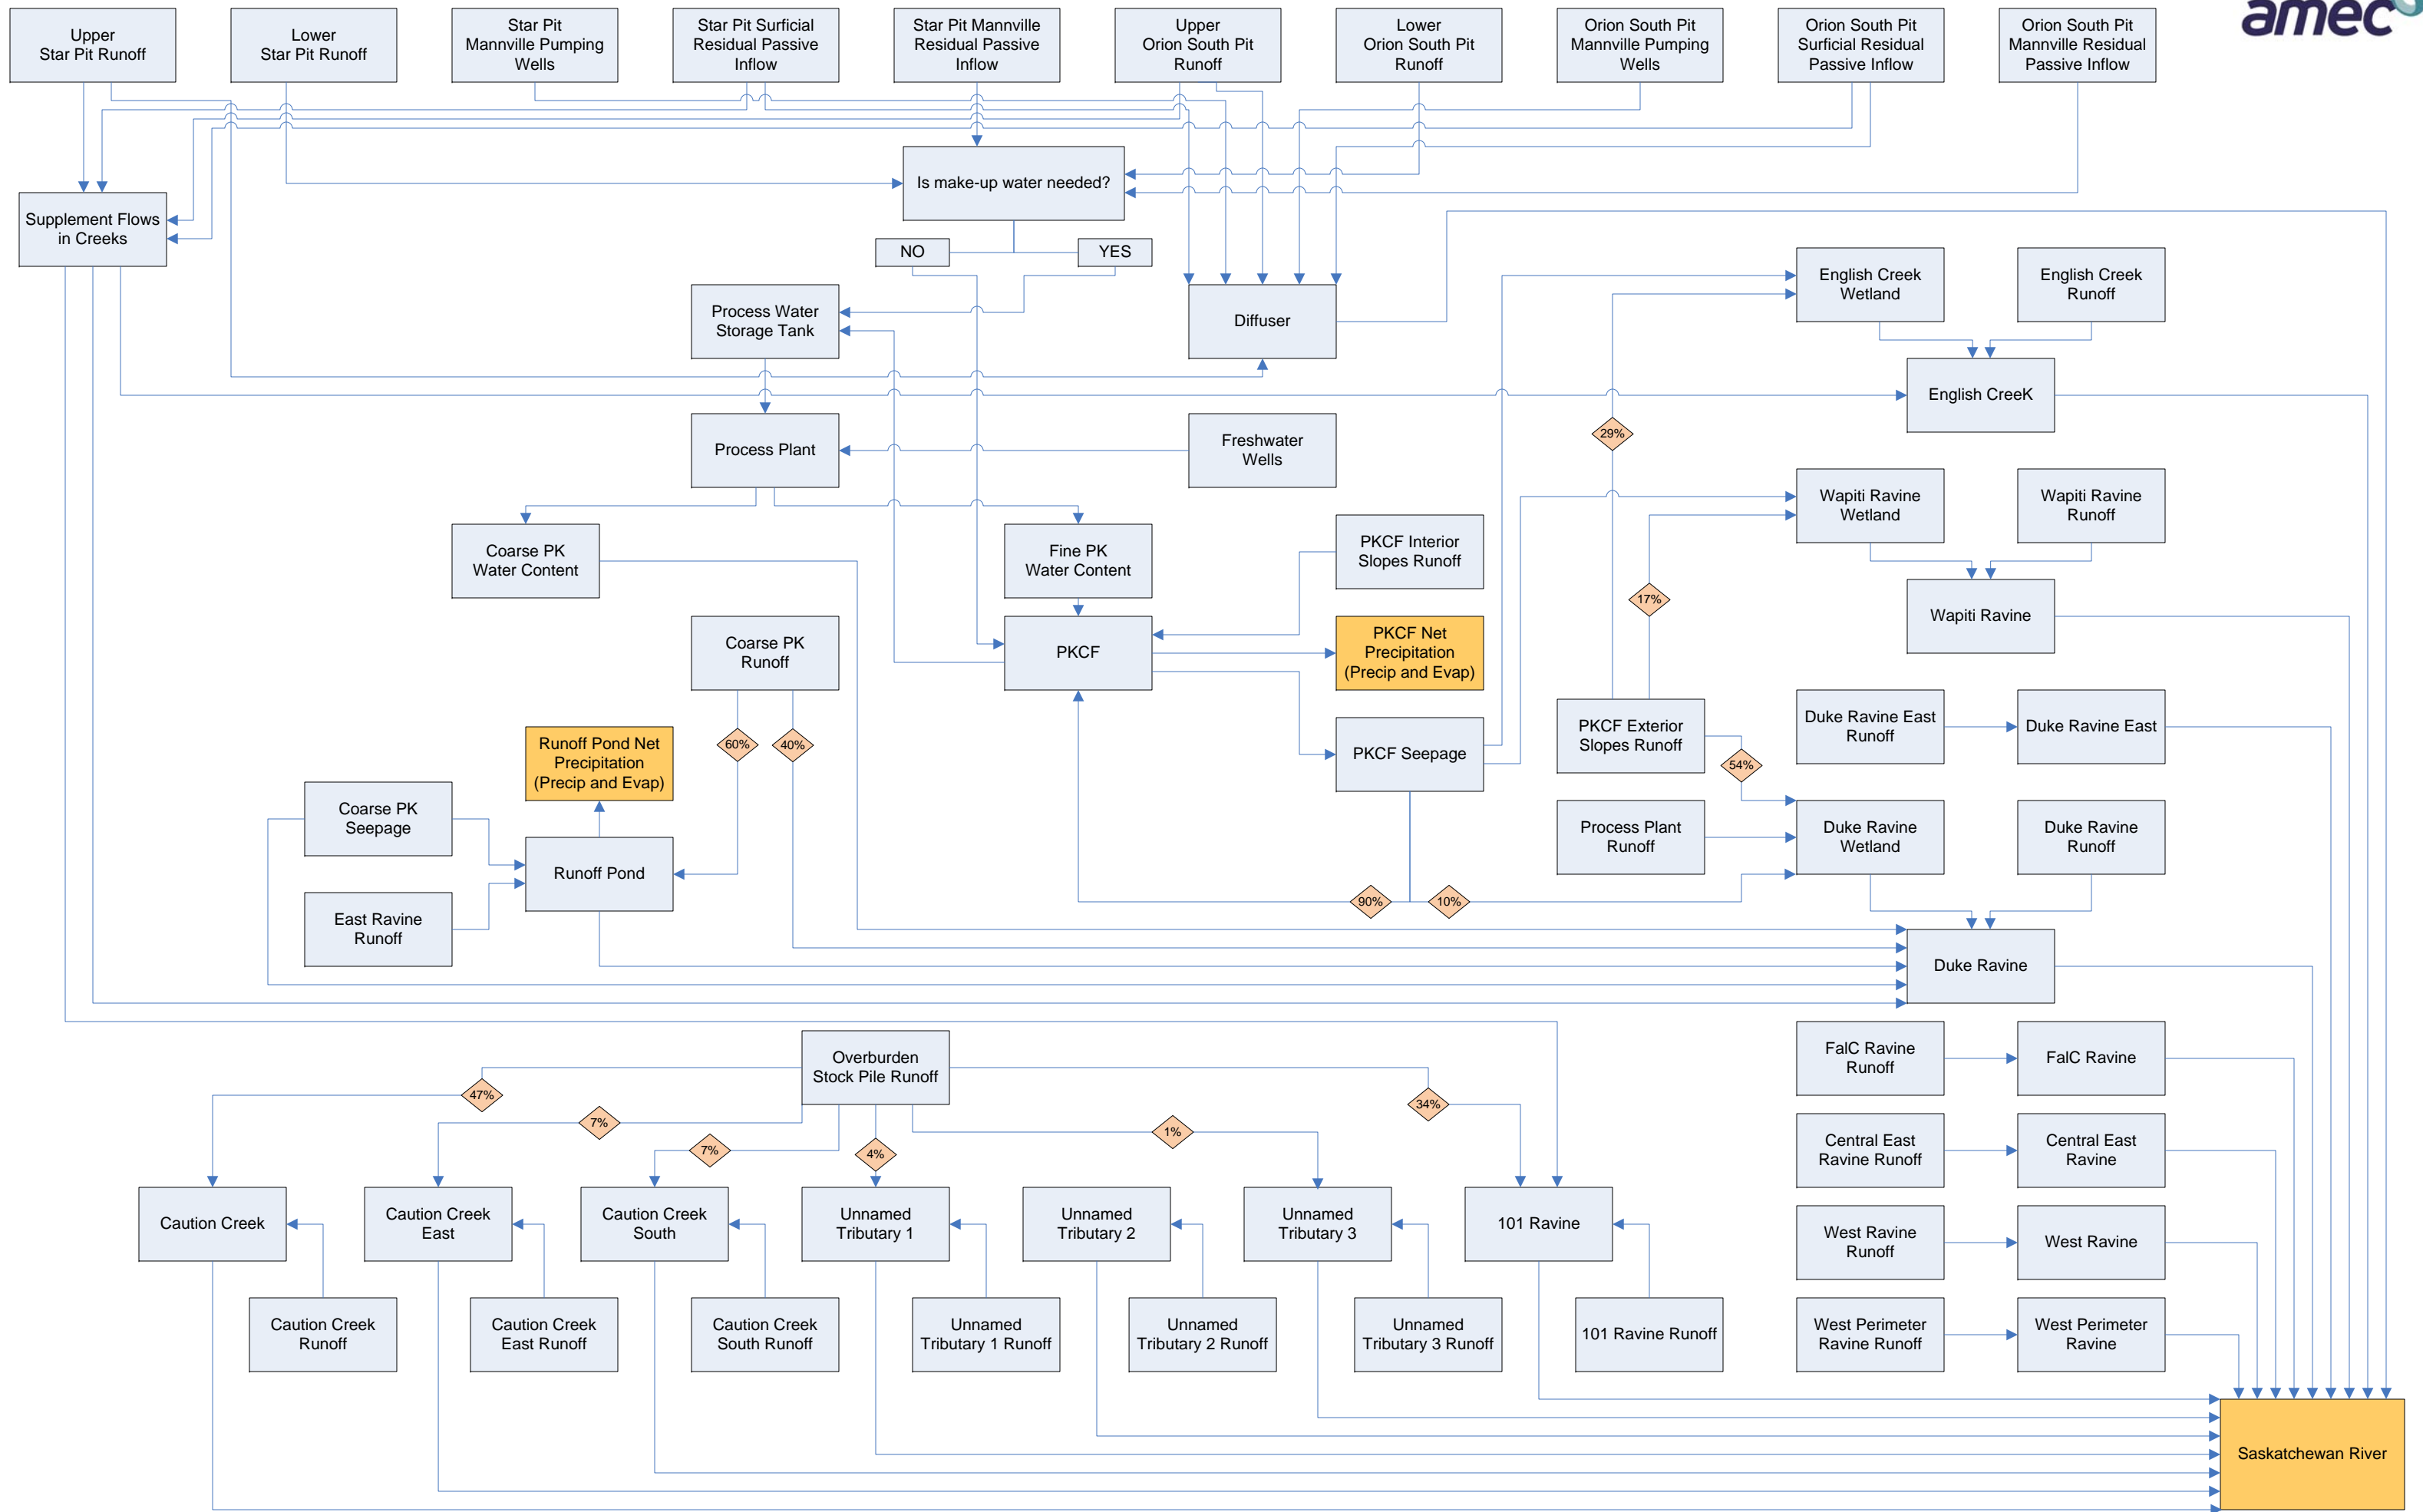 amec
Upper
Star Pit Runoff
Lower
Star Pit Runoff
Star Pit
Mannville Pumping
Wells
Star Pit Surficial
Residual Passive
Inflow
Star Pit Mannville
Residual Passive
Inflow
Upper
Orion South Pit
Runoff
Lower
Orion South Pit
Runoff
Orion South Pit
Mannville Pumping
Wells
Orion South Pit
Surficial Residual
Passive Inflow
Orion South Pit
Mannville Residual
Passive Inflow
Is make-up water needed?
Supplement Flows
in Creeks
NO
YES
Process Water
Storage Tank
Diffuser
English Creek
Wetland
English Creek
Runoff
English CreeK
Process Plant
Freshwater
Wells
29%
Coarse PK
Water Content
Fine PK
Water Content
PKCF Interior
Slopes Runoff
Wapiti Ravine
Wetland
Wapiti Ravine
Runoff
17%
Wapiti Ravine
Coarse PK
Runoff
PKCF
PKCF Net
Precipitation
(Precip and Evap)
Runoff Pond Net
Precipitation
(Precip and Evap)
60%
40%
PKCF Seepage
PKCF Exterior
Slopes Runoff
54%
Duke Ravine East
Runoff
Duke Ravine East
Coarse PK
Seepage
Runoff Pond
East Ravine
Runoff
Process Plant
Runoff
Duke Ravine
Wetland
Duke Ravine
Runoff
90%
10%
Duke Ravine
Overburden
Stock Pile Runoff
47%
7%
7%
4%
1%
34%
FalC Ravine
Runoff
FalC Ravine
Central East
Ravine Runoff
Central East
Ravine
Caution Creek
Caution Creek
East
Caution Creek
South
Unnamed
Tributary 1
Unnamed
Tributary 2
Unnamed
Tributary 3
101 Ravine
West Ravine
Runoff
West Ravine
Caution Creek
Runoff
Caution Creek
East Runoff
Caution Creek
South Runoff
Unnamed
Tributary 1 Runoff
Unnamed
Tributary 2 Runoff
Unnamed
Tributary 3 Runoff
101 Ravine Runoff
West Perimeter
Ravine Runoff
West Perimeter
Ravine
Saskatchewan River